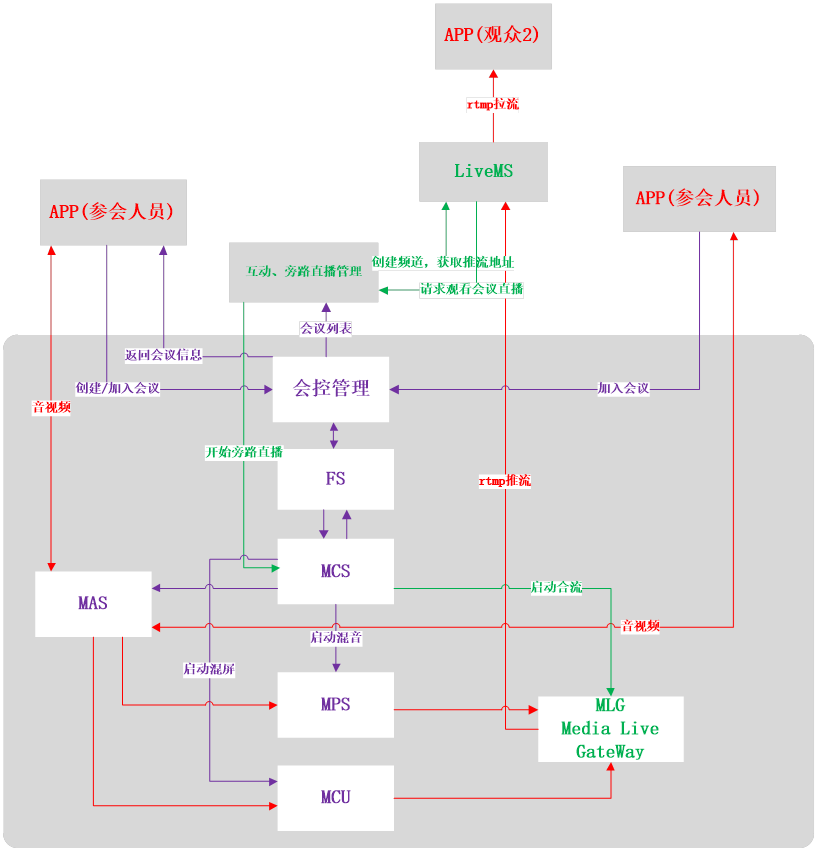 APP(观众2)
rtmp拉流
LiveMS
APP(参会人员)
APP(参会人员)
创建频道, 获取推流地址
互动、旁路直播管理
请求观看会议直播
会议列表
返回会议信息
创建/加入会议
会控管理
加入会议
音视频
开始旁路直播
FS
rtmp推流
MCS
启动合流
MAS
启动混音
音视频
启动混屏
MPS
MLG
Media Live
GateWay
MCU